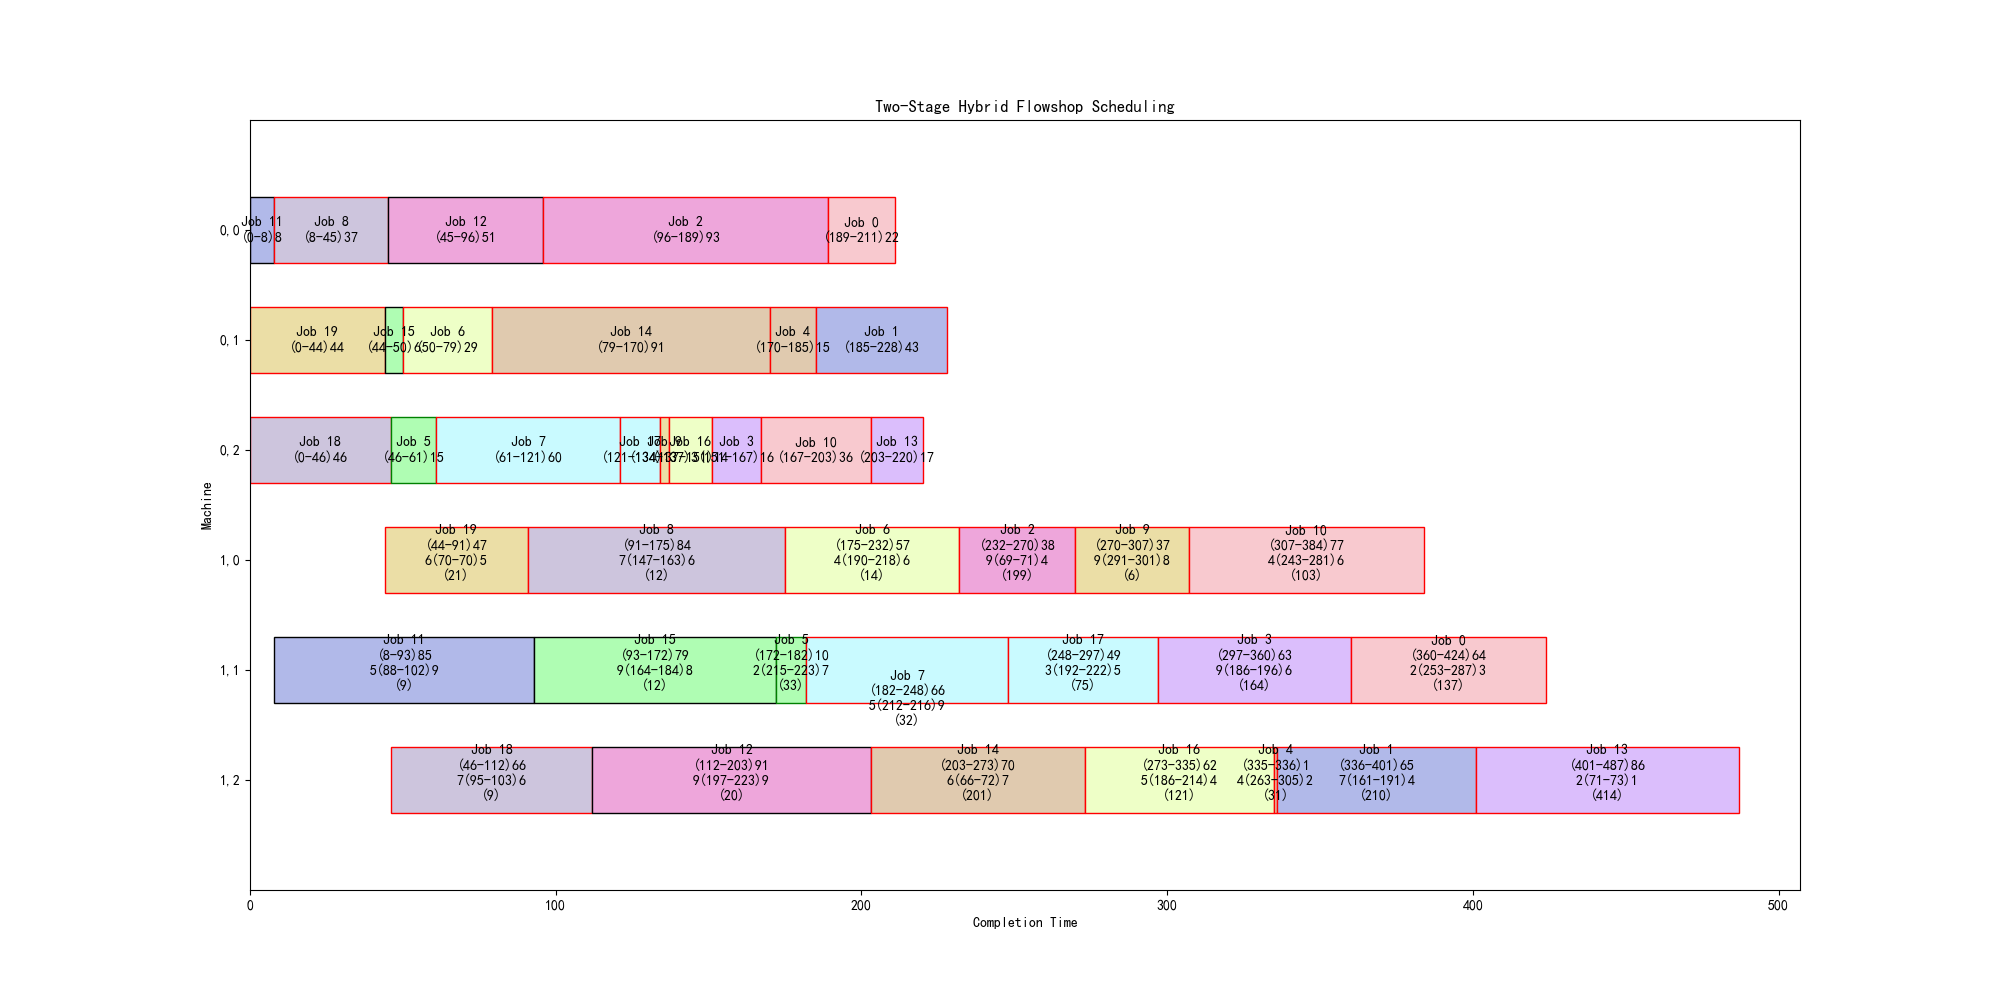 Two-Stage Hybrid Flowshop Scheduling
Machine
0,0
Job 11
(0-8)8
Job 8
(8-45)37
Job 12
(45-96)51
Job 2
(96-189)93
Job 0
(189-211)22
0,1
Job 19
(0-44)44
Job 15
(44-50)6
Job 6
(50-79)29
Job 14
(79-170)91
Job 4
(170-185)15
Job 1
(185-228)43
0,2
Job 18
(0-46)46
Job 5
(46-61)15
Job 7
(61-121)60
Job 17
Job 9
Job 16
Job 3
(151-167)16
Job 10
(167-203)36
Job 13
(203-220)17
1,0
Job 19
(44-91)47
6(70-70)5
(21)
Job 8
(91-175)84
7(147-163)6
(12)
Job 6
(175-232)57
4(190-218)6
(14)
Job 2
(232-270)38
9(69-71)4
(199)
Job 9
(270-307)37
9(291-301)8
(6)
Job 10
(307-384)77
4(243-281)6
(103)
1,1
Job 11
(8-93)85
5(88-102)9
(9)
Job 15
(93-172)79
9(164-184)8
(12)
Job 5
(172-182)10
2(215-223)7
(33)
Job 7
(182-248)66
5(212-216)9
(32)
Job 17
(248-297)49
3(192-222)5
(75)
Job 3
(297-360)63
9(186-196)6
(164)
Job 0
(360-424)64
2(253-287)3
(137)
1,2
Job 18
(46-112)66
7(95-103)6
(9)
Job 12
(112-203)91
9(197-223)9
(20)
Job 14
(203-273)70
6(66-72)7
(201)
Job 16
(273-335)62
5(186-214)4
(121)
Job 4
(335-336)1
4(263-305)2
(31)
Job 1
(336-401)65
7(161-191)4
(210)
Job 13
(401-487)86
2(71-73)1
(414)
0
100
200
300
400
500
Completion Time